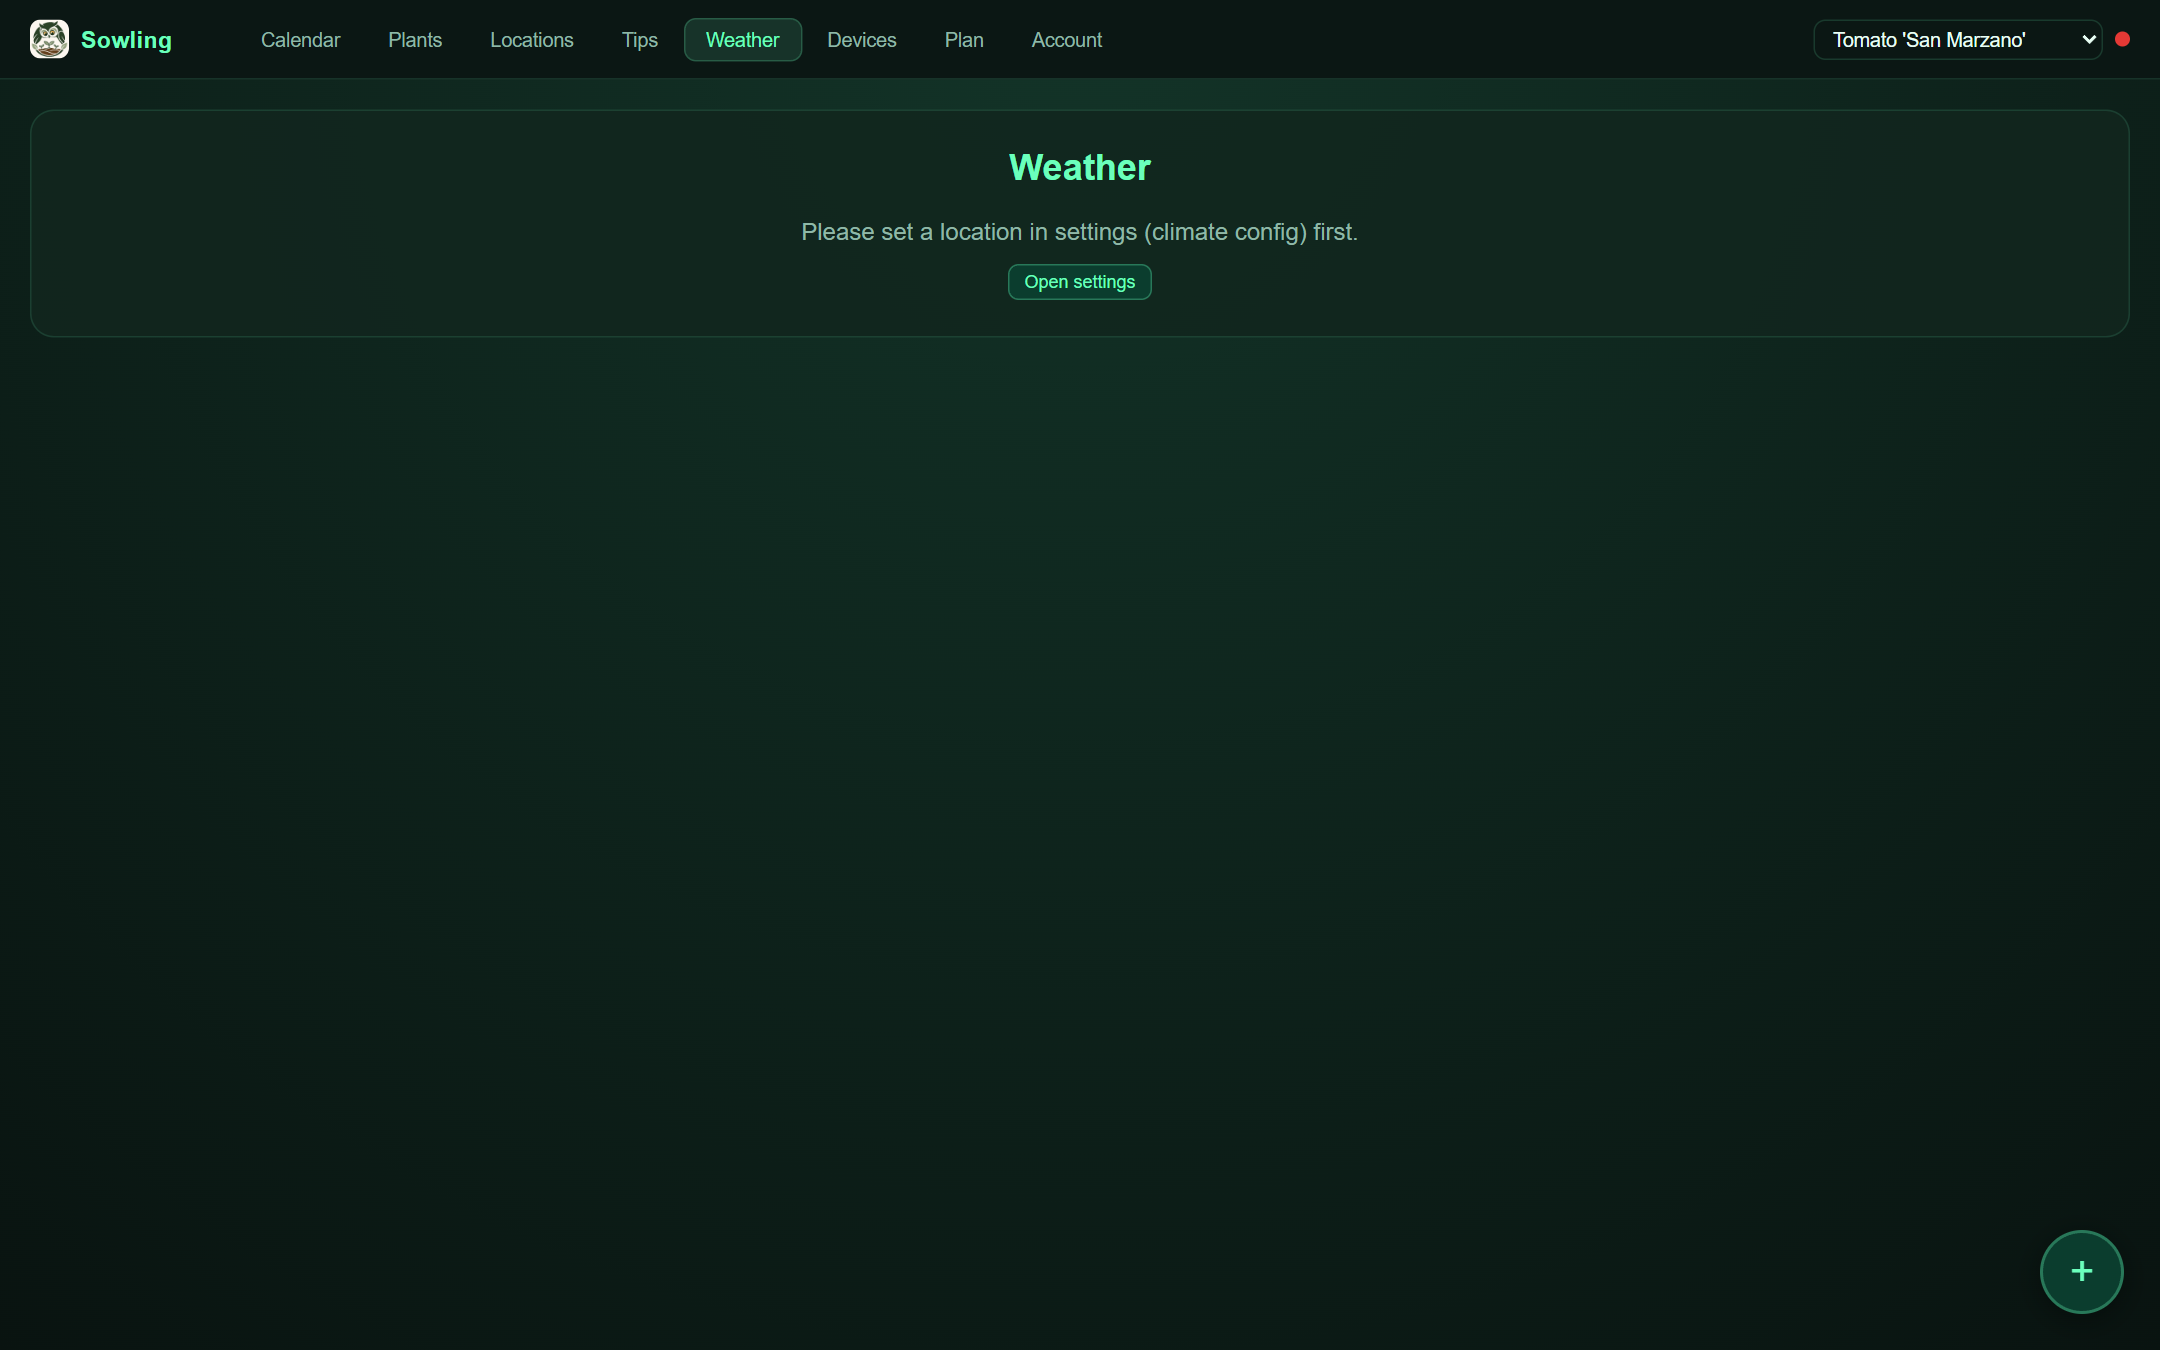 Sowling
Calendar
Plants
Locations
Tips
Weather
Devices
Plan
Account
Tomato 'San Marzano'
Weather
Please set a location in settings (climate config) first.
Open settings
+